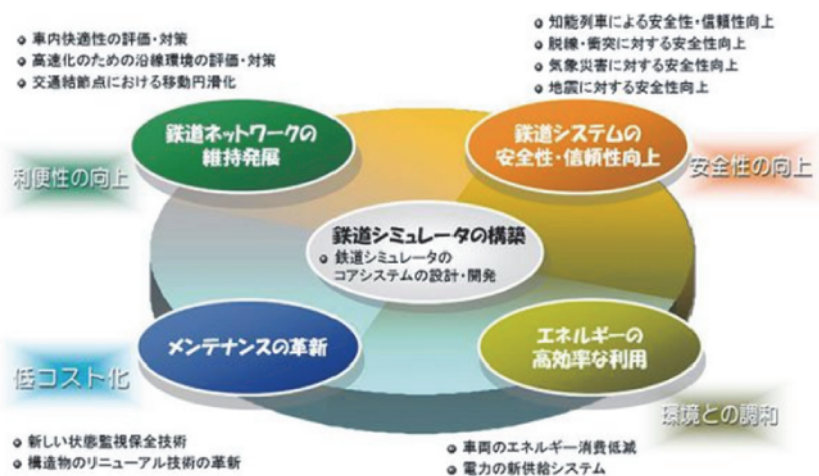 ● 車内快適性の評価・対策
● 高速化のための沿線環境の評価・対策
● 交通結節点における移動円滑化
● 知能列車による安全性・信頼性向上
● 脱線・衝突に対する安全性向上
● 気象災害に対する安全性向上
● 地震に対する安全性向上
鉄道ネットワークの
維持発展
鉄道システムの
安全性・信頼性向上
利便性の向上
安全性の向上
鉄道シミュレータの構築
● 鉄道シミュレータの
コアシステムの設計・開発
メンテナンスの革新
エネルギーの
高効率な利用
低コスト化
環境との調和
● 新しい状態監視保全技術
● 構造物のリニューアル技術の革新
● 車両のエネルギー消費低減
● 電力の新供給システム